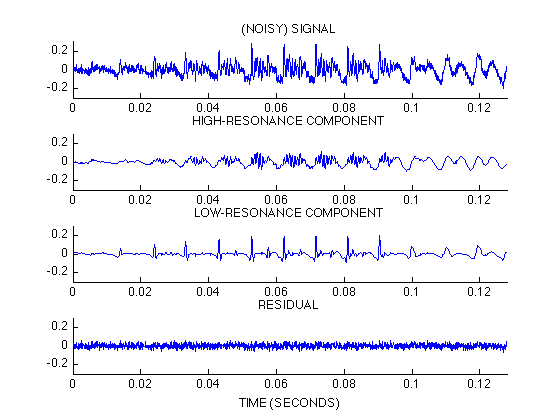 (NOISY) SIGNAL
0.2
0
-0.2
0 0.02 0.04 0.06 0.08 0.1 0.12
HIGH-RESONANCE COMPONENT
0.2
0
-0.2
0 0.02 0.04 0.06 0.08 0.1 0.12
LOW-RESONANCE COMPONENT
0.2
0
-0.2
0 0.02 0.04 0.06 0.08 0.1 0.12
RESIDUAL
0.2
0
-0.2
0 0.02 0.04 0.06 0.08 0.1 0.12
TIME (SECONDS)